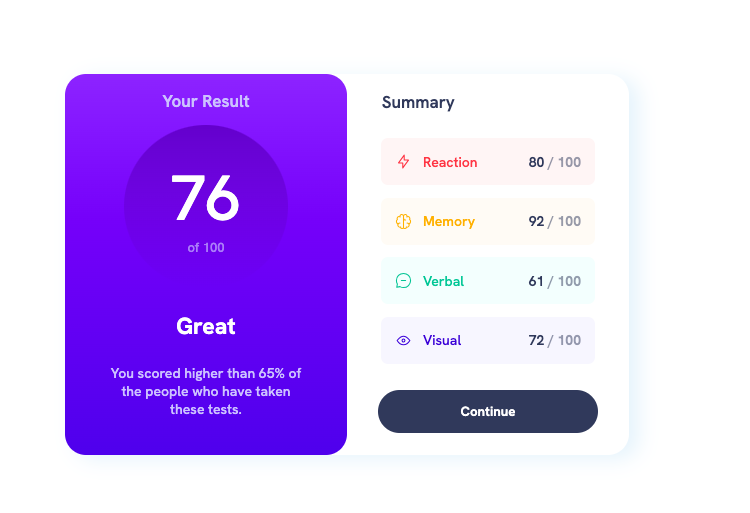 Your Result
76
of 100
Great
You scored higher than 65% of
the people who have taken
these tests.
Summary
Reaction 80 / 100
Memory 92 / 100
Verbal 61 / 100
Visual 72 / 100
Continue